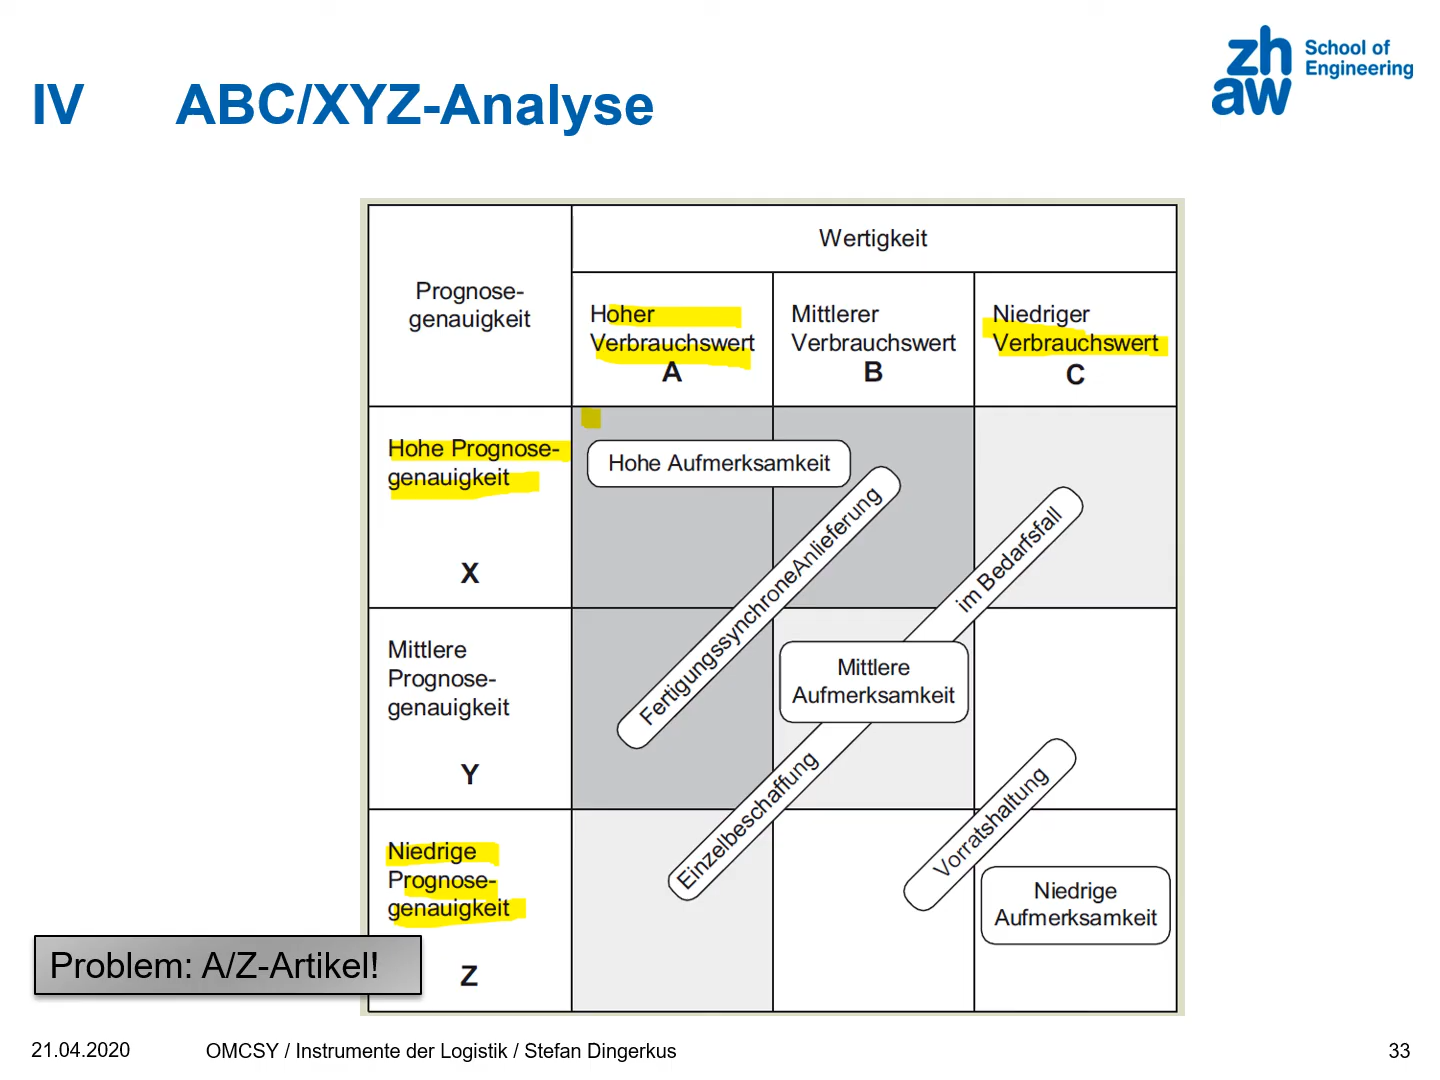 zh
aw
School of
Engineering
IV ABC/XYZ-Analyse
Prognose-
genauigkeit
Wertigkeit
Hoher
Verbrauchswert
A
Mittlerer
Verbrauchswert
B
Niedriger
Verbrauchswert
C
Hohe Prognose-
genauigkeit
X
Hohe Aufmerksamkeit
FertigungssynchroneAnlieferung
im Bedarfsfall
Mittlere
Prognose-
genauigkeit
Y
Mittlere
Aufmerksamkeit
Einzelbeschaffung
Vorratshaltung
Niedrige
Prognose-
genauigkeit
Z
Niedrige
Aufmerksamkeit
Problem: A/Z-Artikel!
21.04.2020
OMCSY / Instrumente der Logistik / Stefan Dingerkus
33